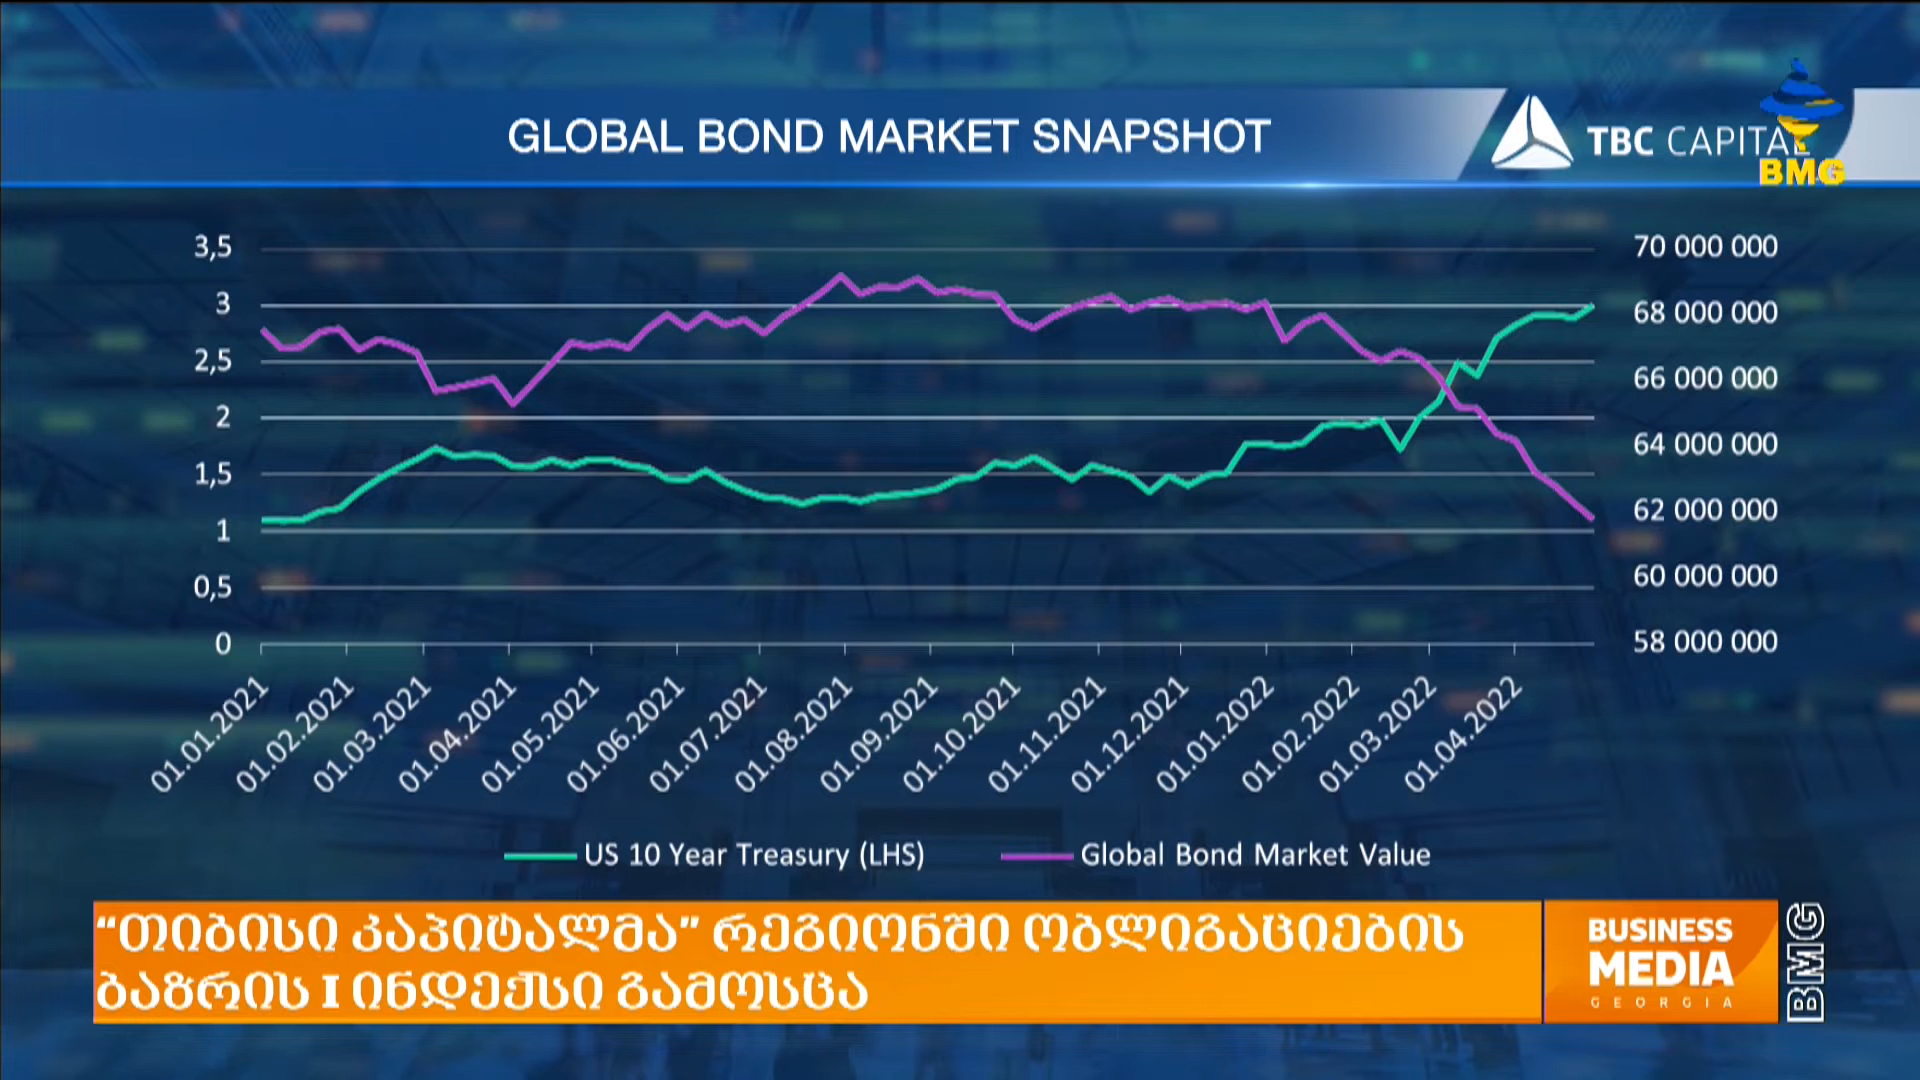 GLOBAL BOND MARKET SNAPSHOT
TBC CAPITAL
BMG
3,5
3
2,5
2
1,5
1
0,5
0
70 000 000
68 000 000
66 000 000
64 000 000
62 000 000
60 000 000
58 000 000
01.01.2021
01.02.2021
01.03.2021
01.04.2021
01.05.2021
01.06.2021
01.07.2021
01.08.2021
01.09.2021
01.10.2021
01.11.2021
01.12.2021
01.01.2022
01.02.2022
01.03.2022
01.04.2022
US 10 Year Treasury (LHS)
Global Bond Market Value
“თიბისი კაპიტალმა” რეგიონში ობლიგაციების
ბაზრის I ინდექსი გამოსცა
BUSINESS
MEDIA
GEORGIA
BMG